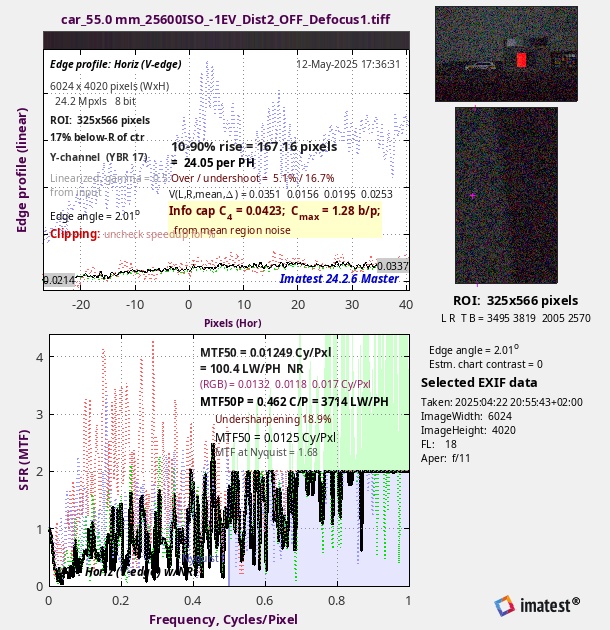 car_55.0 mm_25600ISO_-1EV_Dist2_OFF_Defocus1.tiff
Edge profile: Horiz (V-edge)
12-May-2025 17:36:31
6024 x 4020 pixels (WxH)
24.2 Mpxls   8 bit
ROI:  325x566 pixels
17% below-R of ctr
Y-channel  (YBR 17)
10-90% rise = 167.16 pixels
=  24.05 per PH
Linearized, gamma = 0.5
from input
Over / undershoot =  5.1% / 16.7%
V(L,R,mean,Δ) = 0.0351  0.0156  0.0195  0.0253
Edge angle = 2.01°
Info cap C4 = 0.0423;  Cmax = 1.28 b/p;
from mean region noise
Clipping: uncheck speedup for %
0.0214
0.0337
Imatest 24.2.6 Master
Edge profile (linear)
-20 -10 0 10 20 30 40
Pixels (Hor)
ROI:  325x566 pixels
L R  T B = 3495 3819  2005 2570
Edge angle = 2.01°
Estm. chart contrast = 0
Selected EXIF data
Taken: 2025:04:22 20:55:43+02:00
ImageWidth:  6024
ImageHeight:  4020
FL:   18
Aper:  f/11
MTF50 = 0.01249 Cy/Pxl
= 100.4 LW/PH  NR
(RGB) = 0.0132  0.0118  0.017 Cy/Pxl
MTF50P = 0.462 C/P = 3714 LW/PH
Undersharpening 18.9%
MTF50 = 0.0125 Cy/Pxl
MTF at Nyquist = 1.68
SFR (MTF)
4
3
2
1
0
0 0.2 0.4 0.6 0.8 1
Frequency, Cycles/Pixel
imatest®